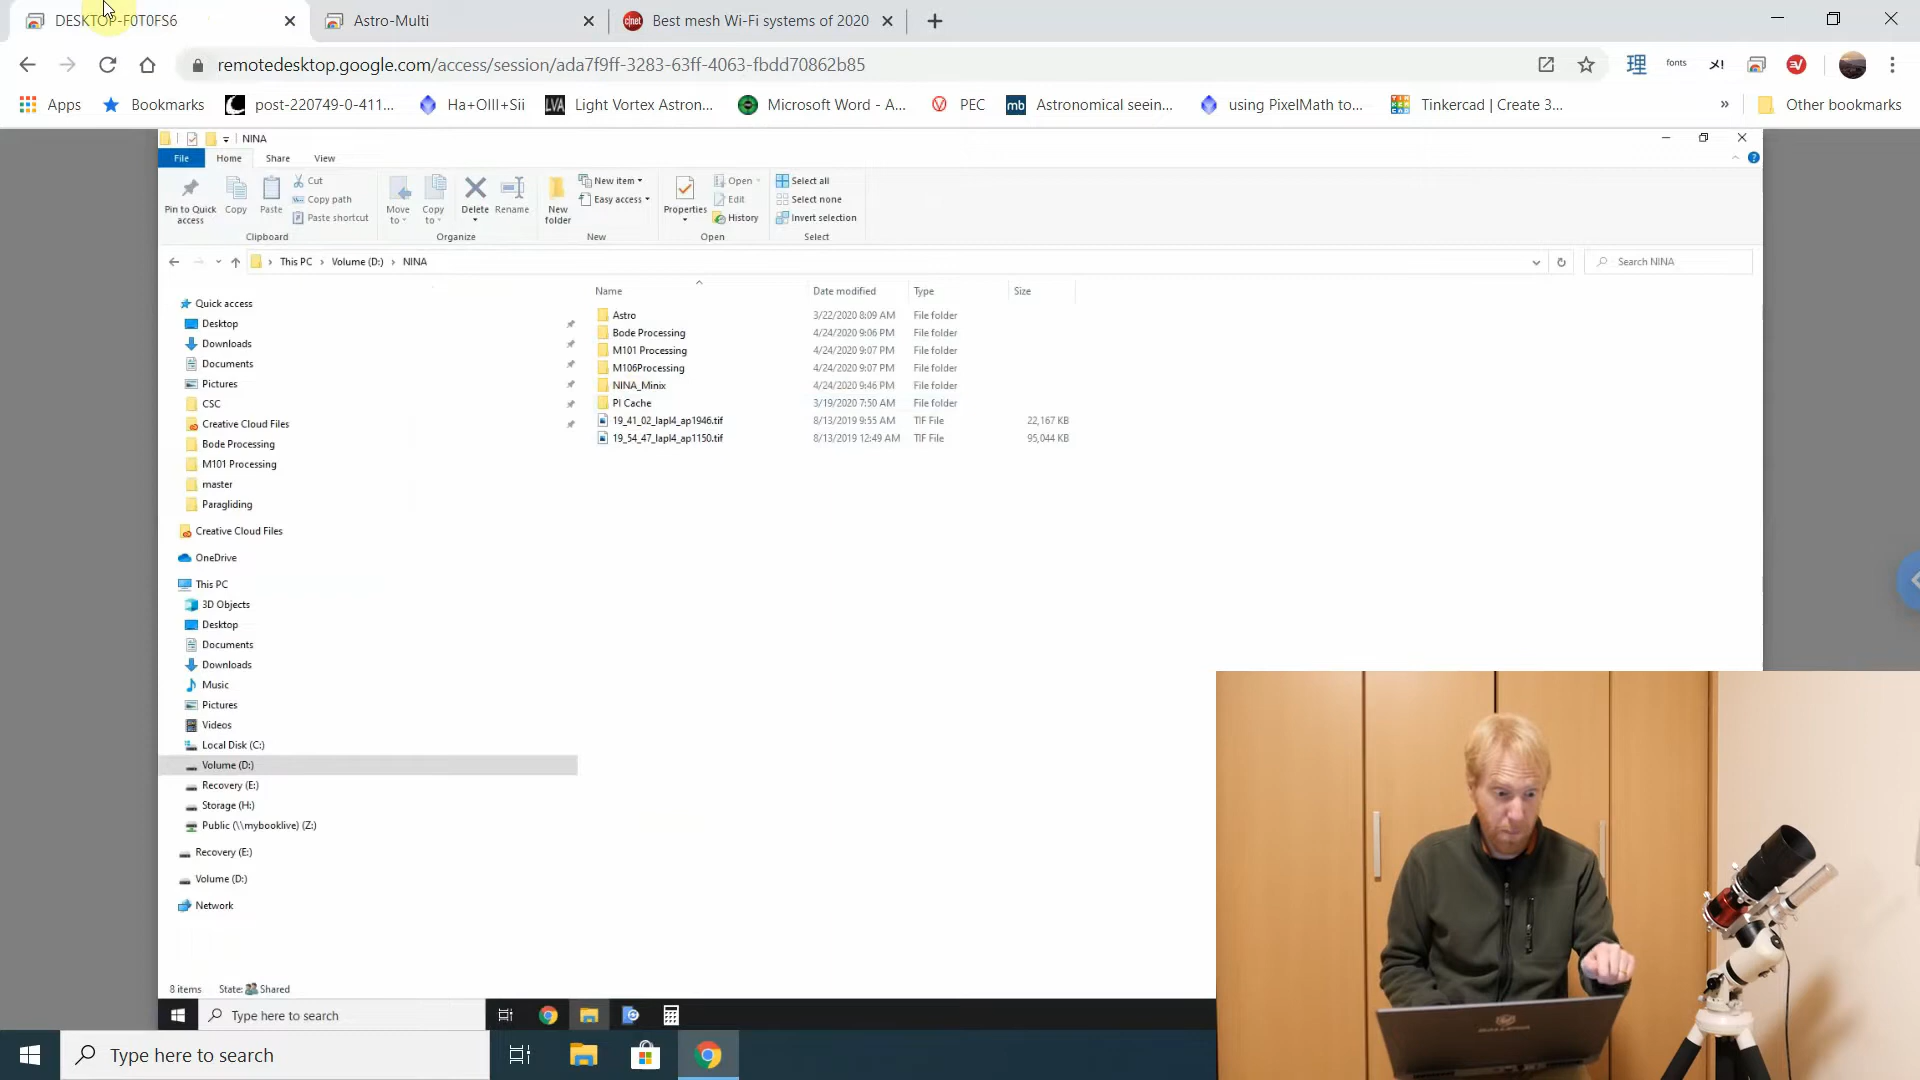 DESKTOP-F0T0FS6
Astro-Multi
c|net Best mesh Wi-Fi systems of 2020
remotedesktop.google.com/access/session/ada7f9ff-3283-63ff-4063-fbdd70862b85
fonts
Apps
Bookmarks
post-220749-0-411...
Ha+OIII+Sii
LVA Light Vortex Astron...
Microsoft Word - A...
PEC
mb Astronomical seein...
using PixelMath to...
Tinkercad | Create 3...
»
Other bookmarks
NINA
File Home Share View
Pin to Quick access
Copy
Paste
Cut
Copy path
Paste shortcut
Clipboard
Move to
Copy to
Delete
Rename
Organize
New folder
New item
Easy access
New
Properties
Open
Edit
History
Open
Select all
Select none
Invert selection
Select
This PC › Volume (D:) › NINA
Search NINA
Name Date modified Type Size
Astro 3/22/2020 8:09 AM File folder
Bode Processing 4/24/2020 9:06 PM File folder
M101 Processing 4/24/2020 9:07 PM File folder
M106Processing 4/24/2020 9:07 PM File folder
NINA_Minix 4/24/2020 9:46 PM File folder
PI Cache 3/19/2020 7:50 AM File folder
19_41_02_lapl4_ap1946.tif 8/13/2019 9:55 AM TIF File 22,167 KB
19_54_47_lapl4_ap1150.tif 8/13/2019 12:49 AM TIF File 95,044 KB
Quick access
Desktop
Downloads
Documents
Pictures
CSC
Creative Cloud Files
Bode Processing
M101 Processing
master
Paragliding
Creative Cloud Files
OneDrive
This PC
3D Objects
Desktop
Documents
Downloads
Music
Pictures
Videos
Local Disk (C:)
Volume (D:)
Recovery (E:)
Storage (H:)
Public (\\mybooklive) (Z:)
Recovery (E:)
Volume (D:)
Network
8 items State: Shared
Type here to search
Type here to search